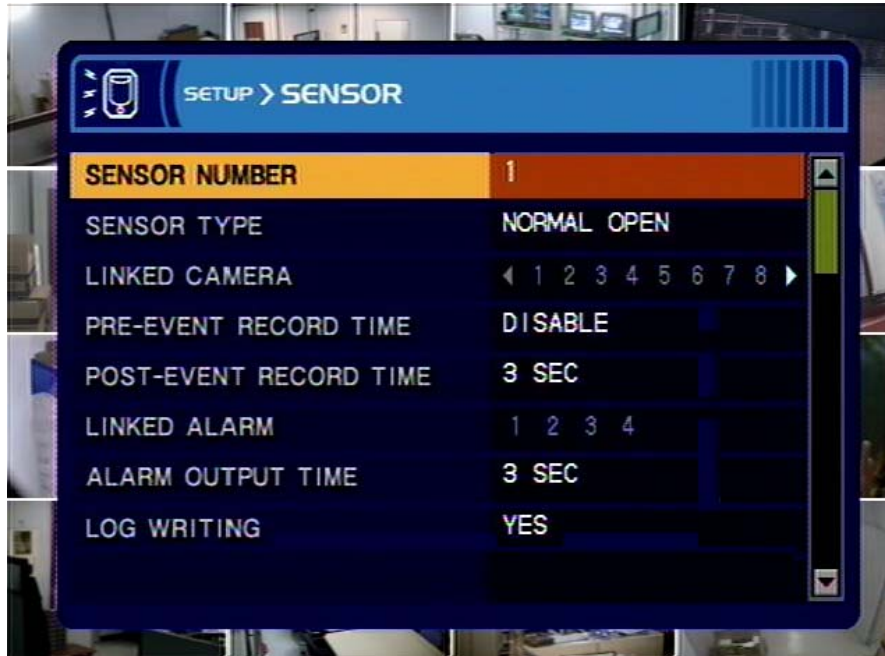 SETUP > SENSOR
SENSOR NUMBER 1
SENSOR TYPE NORMAL OPEN
LINKED CAMERA 1 2 3 4 5 6 7 8
PRE-EVENT RECORD TIME DISABLE
POST-EVENT RECORD TIME 3 SEC
LINKED ALARM 1 2 3 4
ALARM OUTPUT TIME 3 SEC
LOG WRITING YES